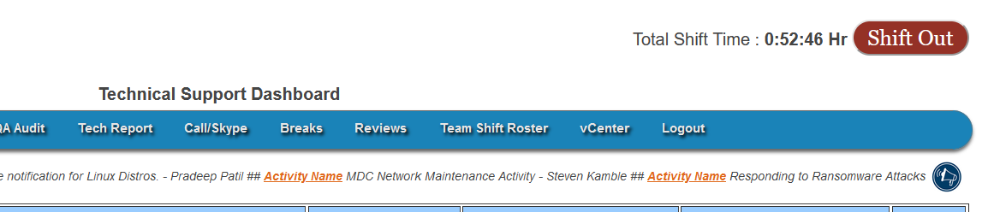 Total Shift Time : 0:52:46 Hr Shift Out
Technical Support Dashboard
QA Audit Tech Report Call/Skype Breaks Reviews Team Shift Roster vCenter Logout
notification for Linux Distros. - Pradeep Patil ## Activity Name MDC Network Maintenance Activity - Steven Kamble ## Activity Name Responding to Ransomware Attacks